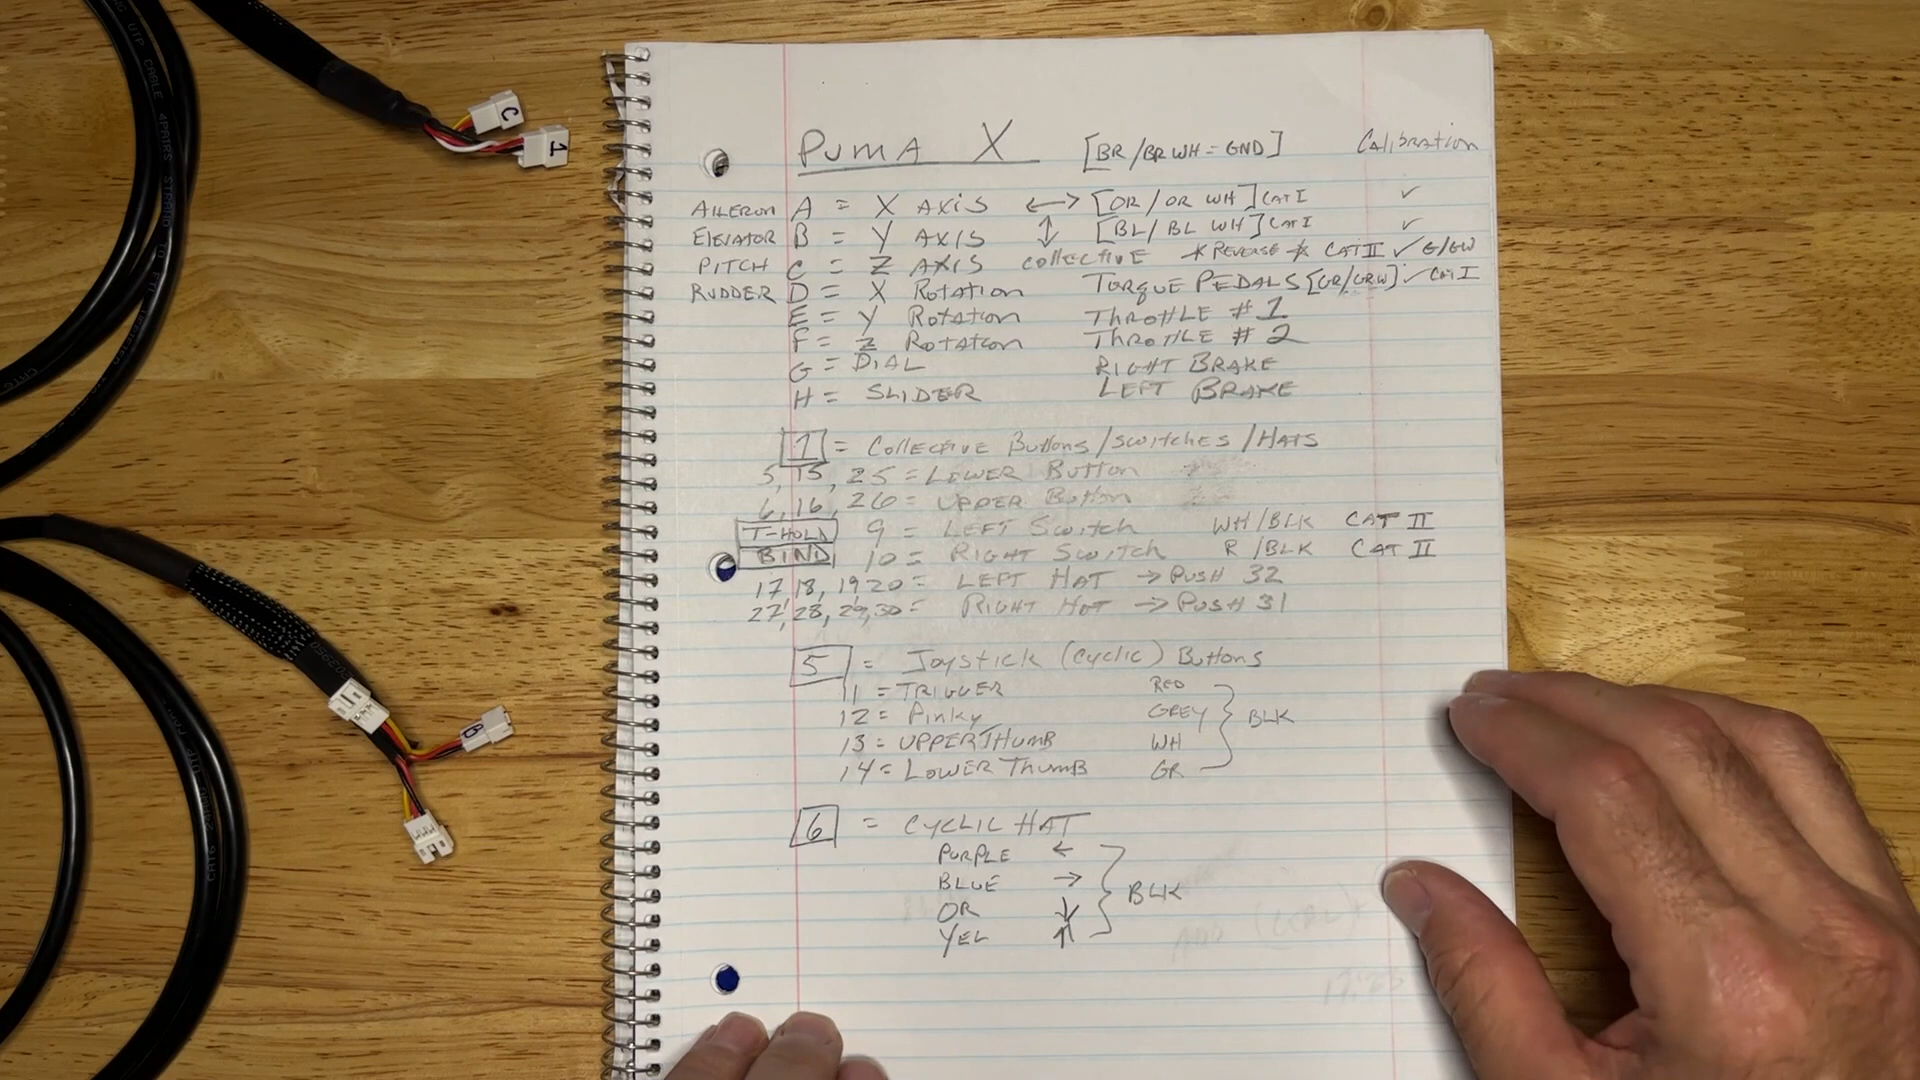 PUMA X [BR/BR WH = GND] Calibration
AILERON A = X AXIS ←→ [OR/OR WH] CAT I ✓
ELEVATOR B = Y AXIS ↕ [BL/BL WH] CAT I ✓
PITCH C = Z AXIS collective *REVERSE* CAT II ✓ G/GW
RUDDER D = X Rotation TORQUE PEDALS [GR/GRW] ✓ CAT I
E = Y Rotation THROTTLE #1
F = Z Rotation THROTTLE #2
G = DIAL RIGHT BRAKE
H = SLIDER LEFT BRAKE
1 = Collective Buttons/switches/HATS
5, 15, 25 = LOWER Button
6, 16, 26 = UPPER Button
T-HOLD 9 = LEFT Switch WH/BLK CAT II
BIND 10 = RIGHT Switch R/BLK CAT II
17, 18, 19, 20 = LEFT HAT → PUSH 32
27, 28, 29, 30 = RIGHT HAT → PUSH 31
5 = Joystick (cyclic) Buttons
11 = TRIGGER RED
12 = Pinky GREY } BLK
13 = UPPER THUMB WH
14 = LOWER THUMB GR
6 = CYCLIC HAT
PURPLE ←
BLUE → } BLK
OR ↓
YEL ↑
C
1
B